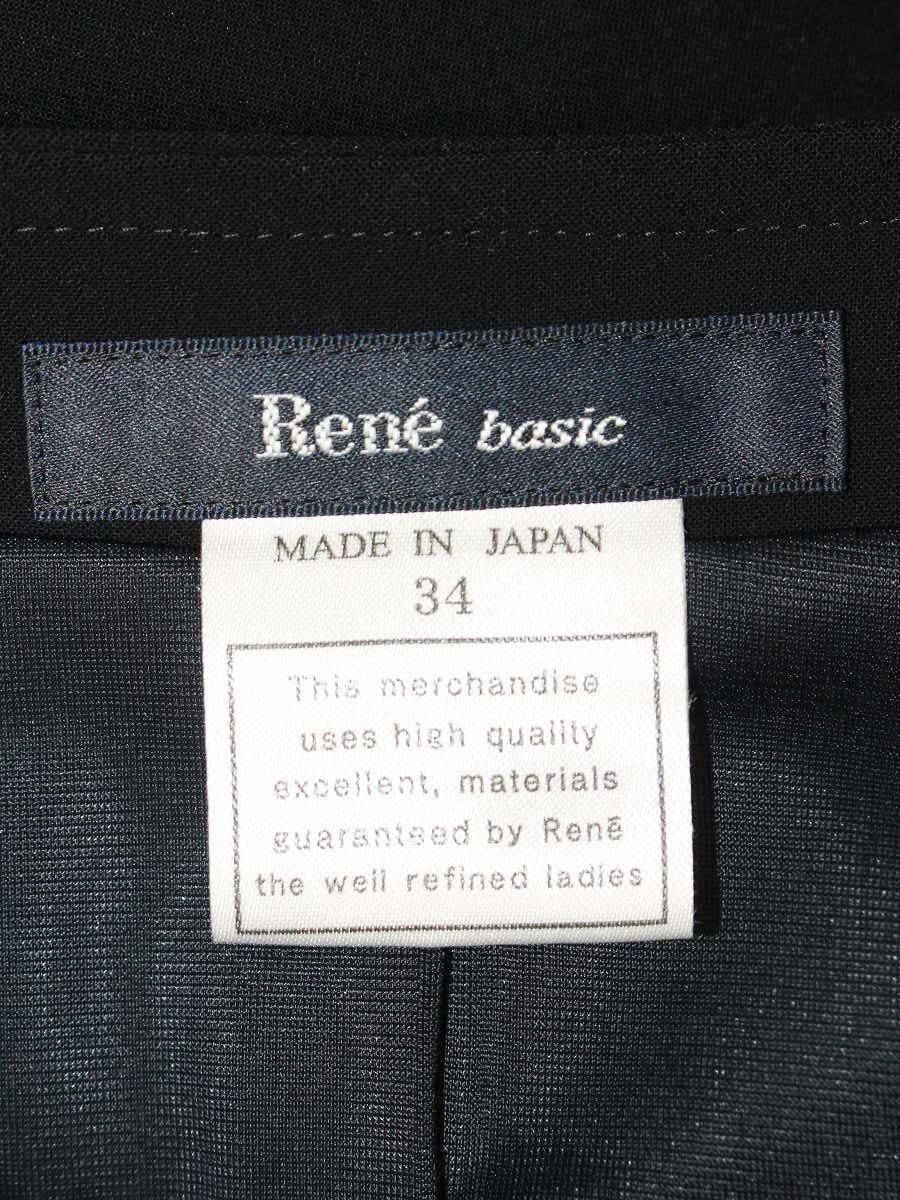 René basic
MADE IN JAPAN
34
This merchandise
uses high quality
excellent, materials
guaranteed by Renē
the well refined ladies